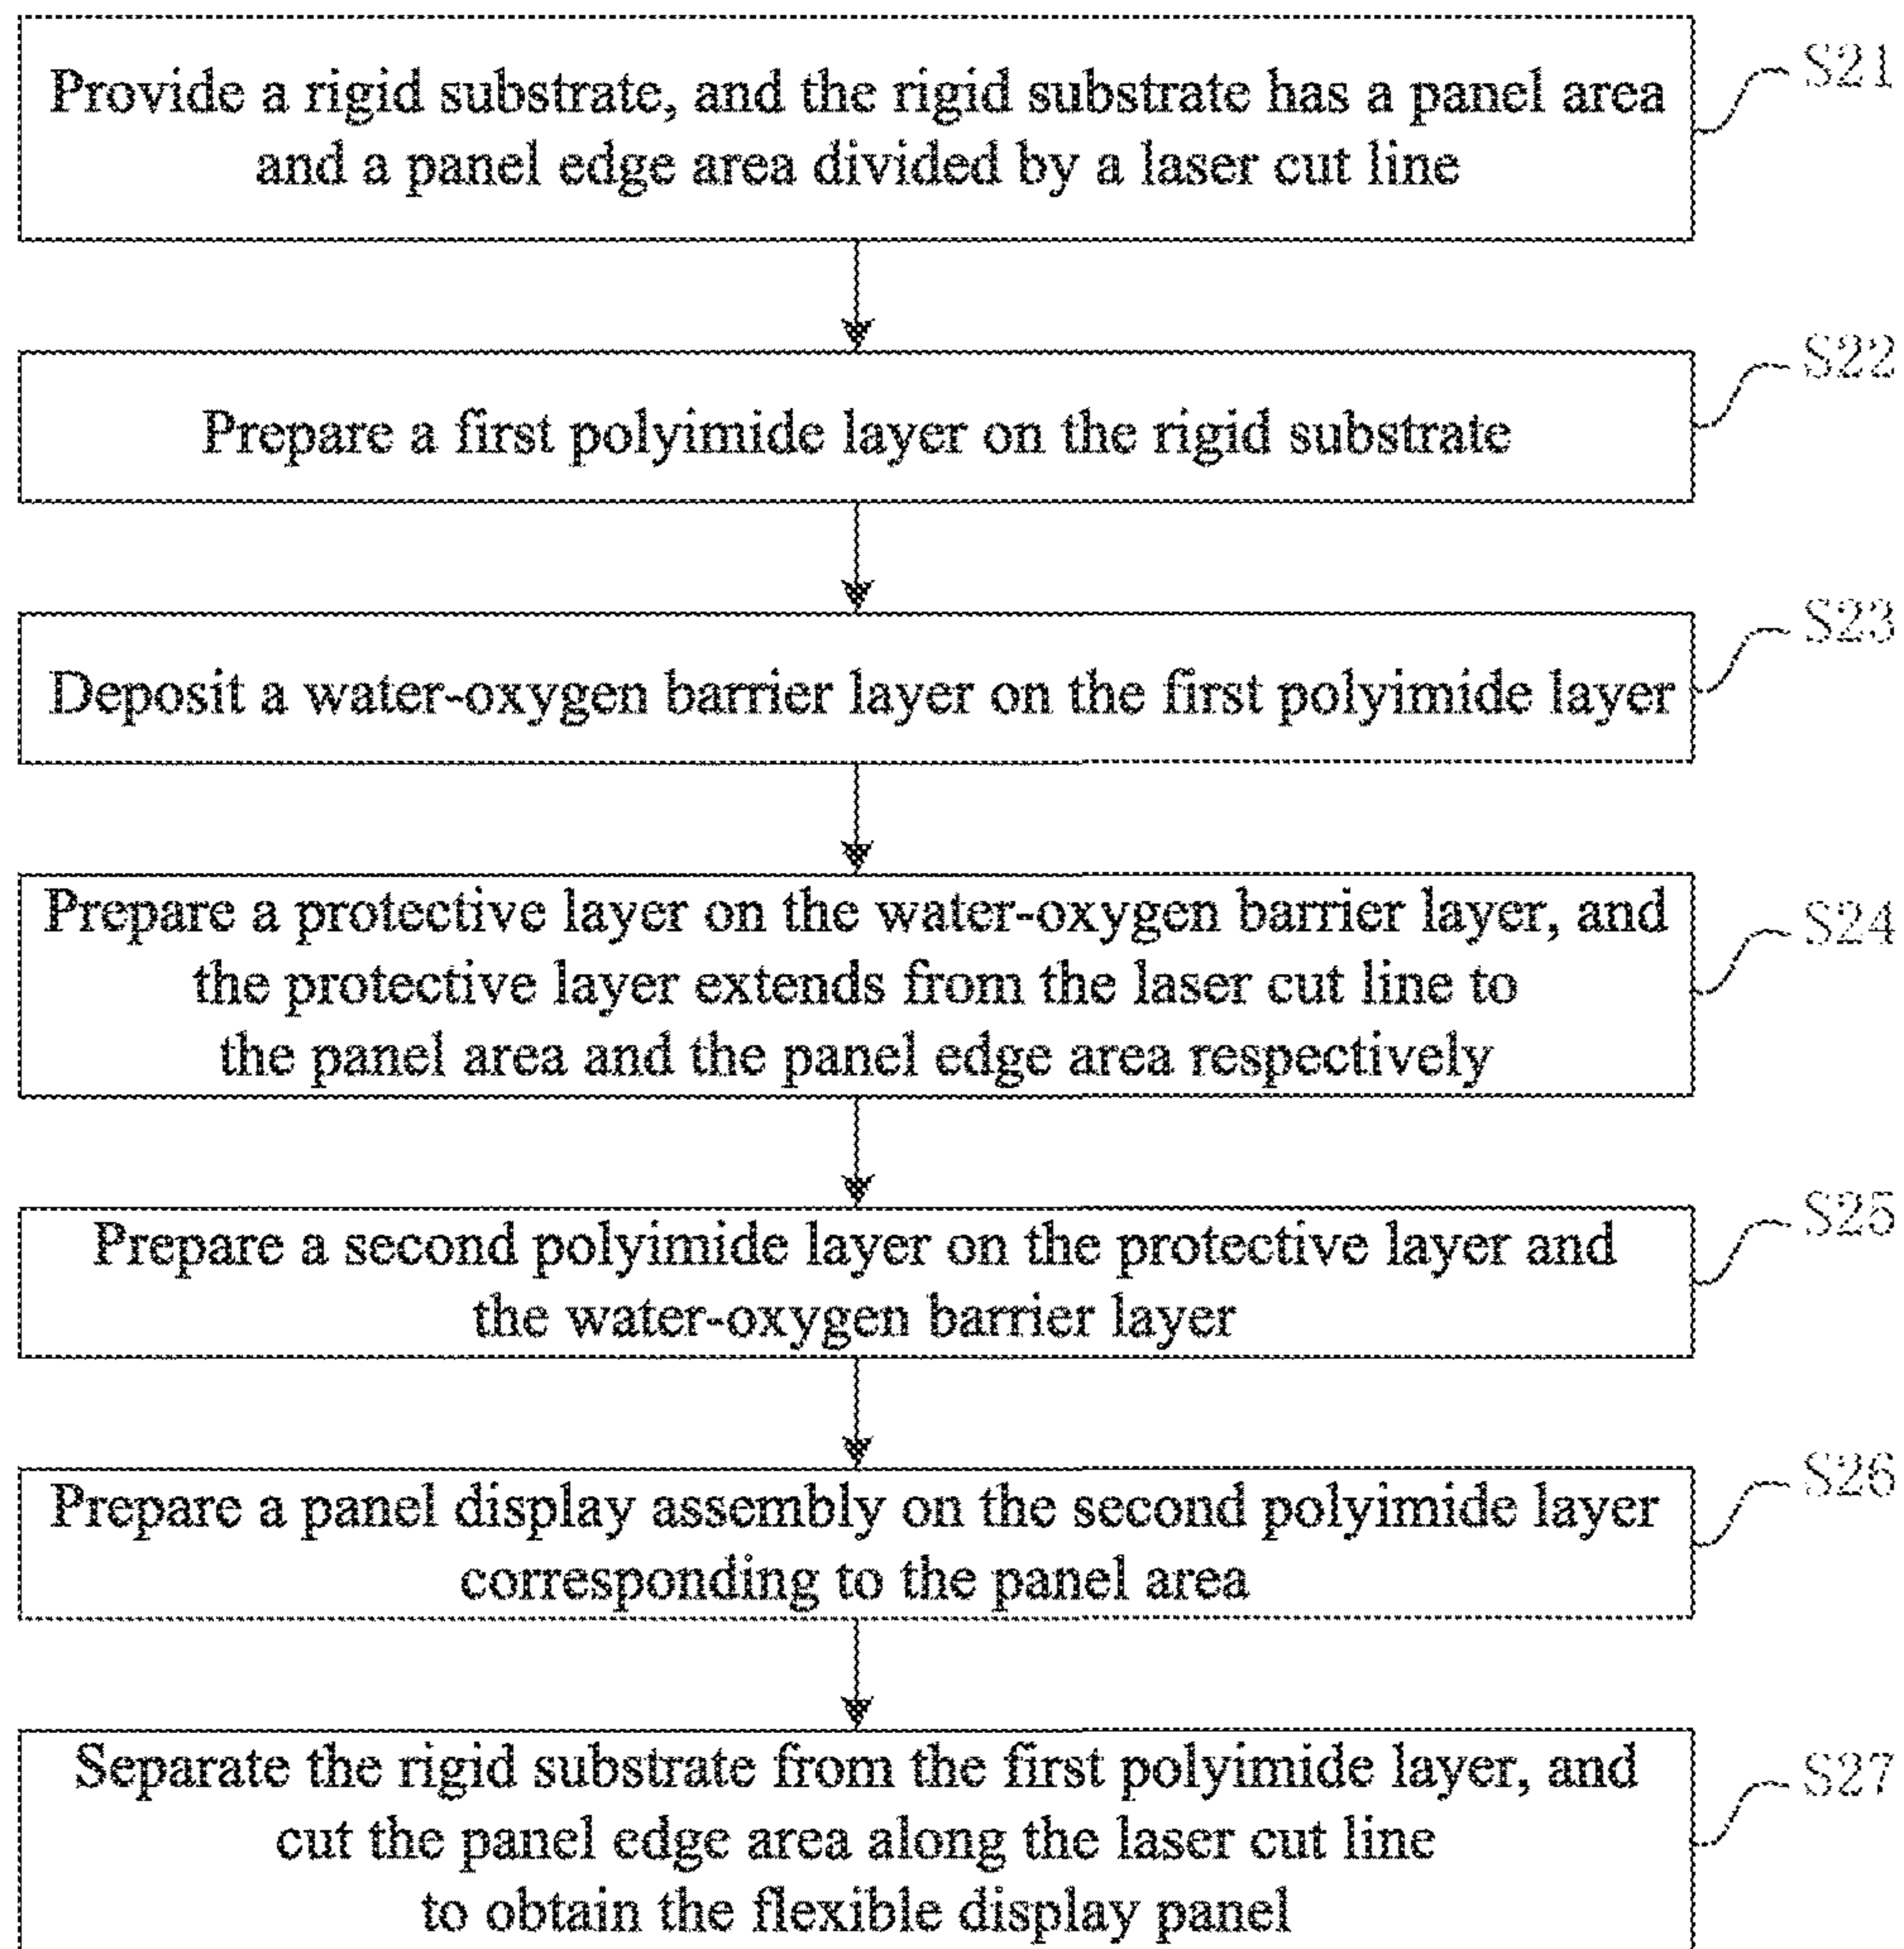 Provide a rigid substrate, and the rigid substrate has a panel area
and a panel edge area divided by a laser cut line
S21
Prepare a first polyimide layer on the rigid substrate
S22
Deposit a water-oxygen barrier layer on the first polyimide layer
S23
Prepare a protective layer on the water-oxygen barrier layer, and
the protective layer extends from the laser cut line to
the panel area and the panel edge area respectively
S24
Prepare a second polyimide layer on the protective layer and
the water-oxygen barrier layer
S25
Prepare a panel display assembly on the second polyimide layer
corresponding to the panel area
S26
Separate the rigid substrate from the first polyimide layer, and
cut the panel edge area along the laser cut line
to obtain the flexible display panel
S27